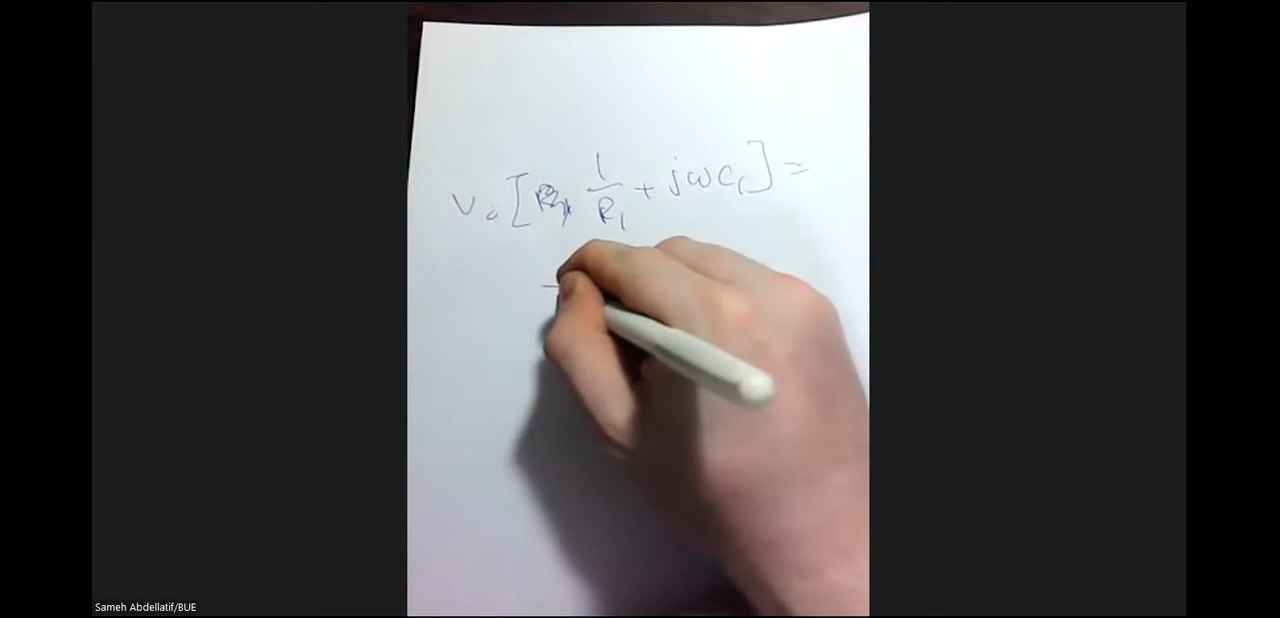 V₀ [ 1/R₁ + jωC₁ ] =
Sameh Abdellatif/BUE